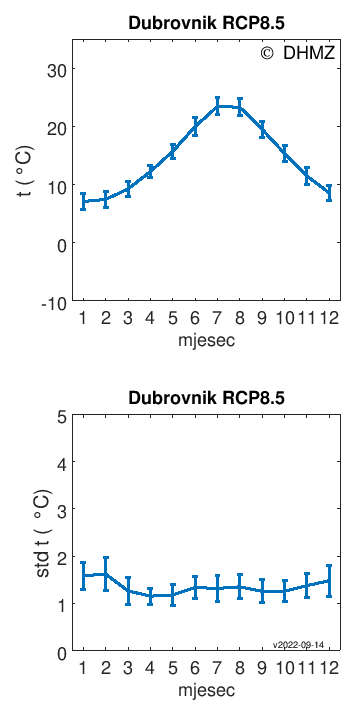 Dubrovnik RCP8.5
© DHMZ
30
20
10
0
-10
t ( °C)
1 2 3 4 5 6 7 8 9 10 11 12
mjesec
Dubrovnik RCP8.5
5
4
3
2
1
0
std t ( °C)
v2022-09-14
1 2 3 4 5 6 7 8 9 10 11 12
mjesec